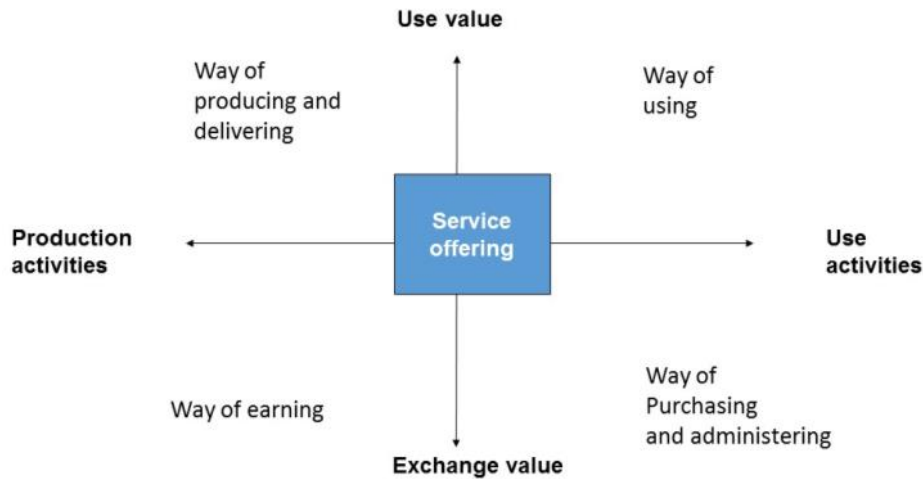 Use value
Way of
producing and
delivering
Way of
using
Service
offering
Production
activities
Use
activities
Way of earning
Way of
Purchasing
and administering
Exchange value